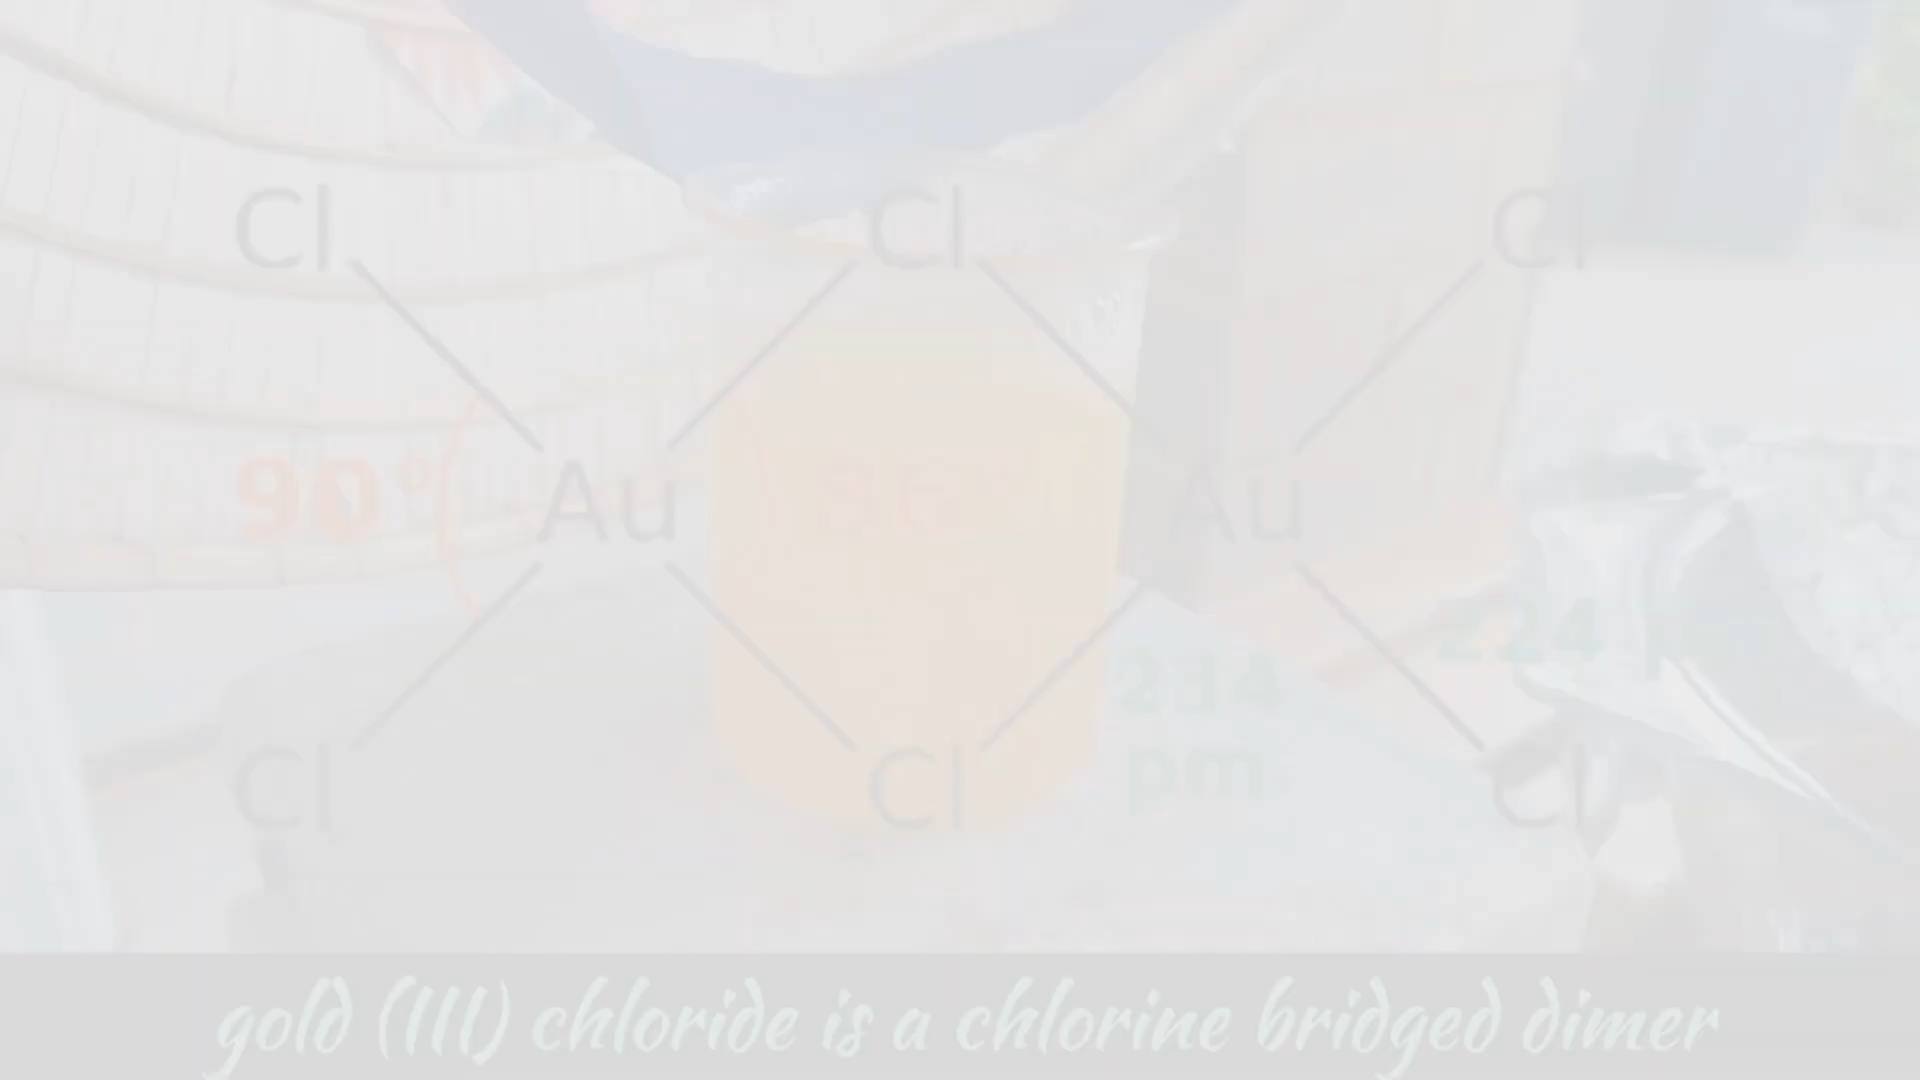 Cl Cl Cl
90° Au 86° Au
224 p
234
pm
Cl Cl Cl
gold (III) chloride is a chlorine bridged dimer